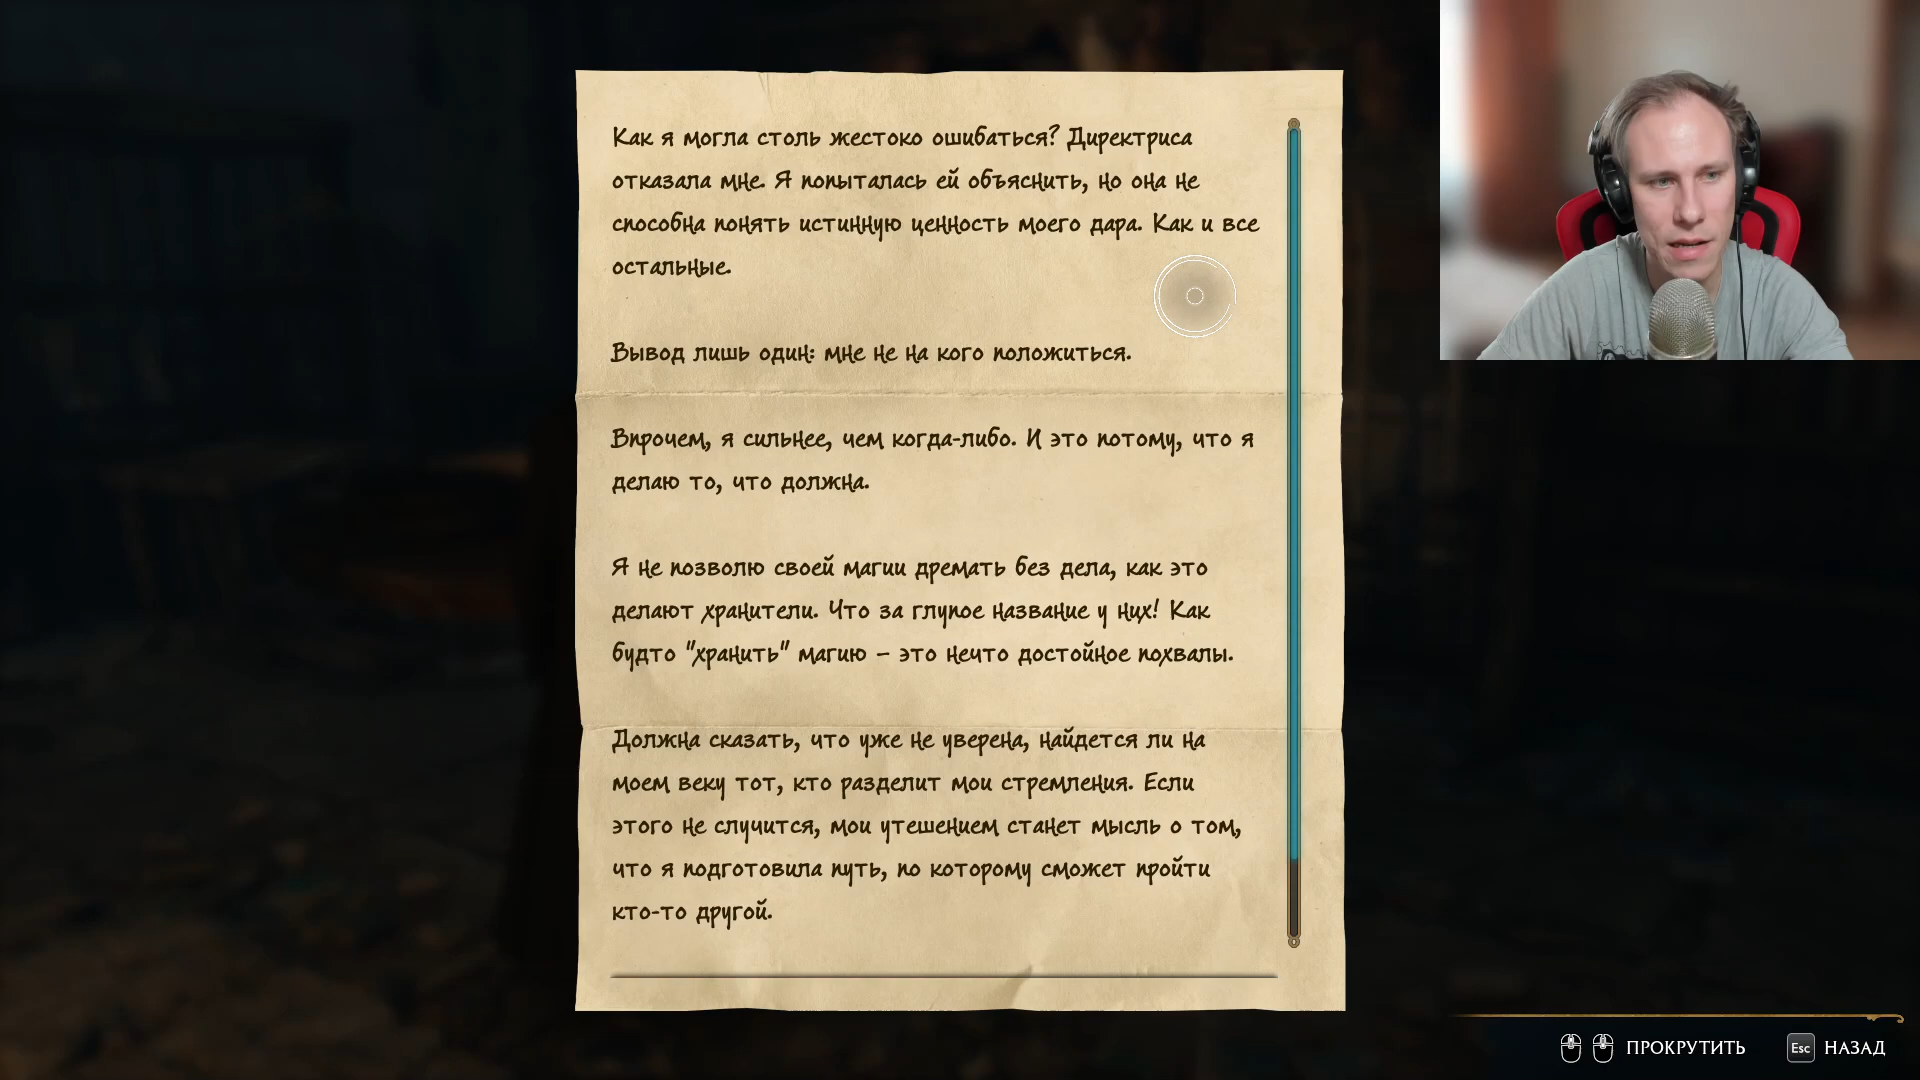 Как я могла столь жестоко ошибаться? Директриса
отказала мне. Я попыталась ей объяснить, но она не
способна понять истинную ценность моего дара. Как и все
остальные.
Вывод лишь один: мне не на кого положиться.
Впрочем, я сильнее, чем когда-либо. И это потому, что я
делаю то, что должна.
Я не позволю своей магии дремать без дела, как это
делают хранители. Что за глупое название у них! Как
будто "хранить" магию – это нечто достойное похвалы.
Должна сказать, что уже не уверена, найдется ли на
моем веку тот, кто разделит мои стремления. Если
этого не случится, мои утешением станет мысль о том,
что я подготовила путь, по которому сможет пройти
кто-то другой.
ПРОКРУТИТЬ Esc НАЗАД